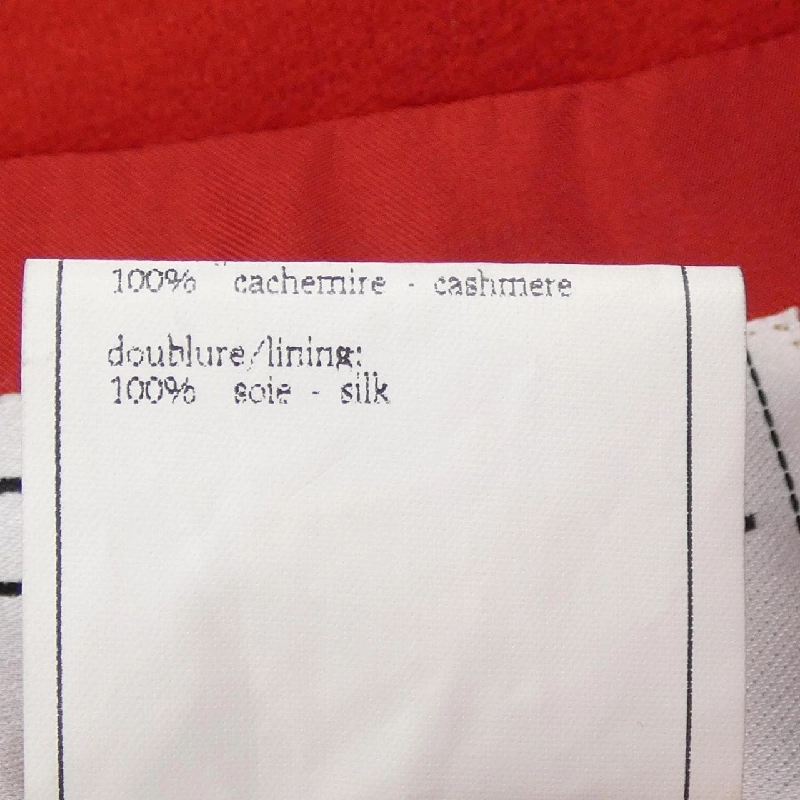 100% cachemire - cashmere
doublure/lining:
100% soie - silk